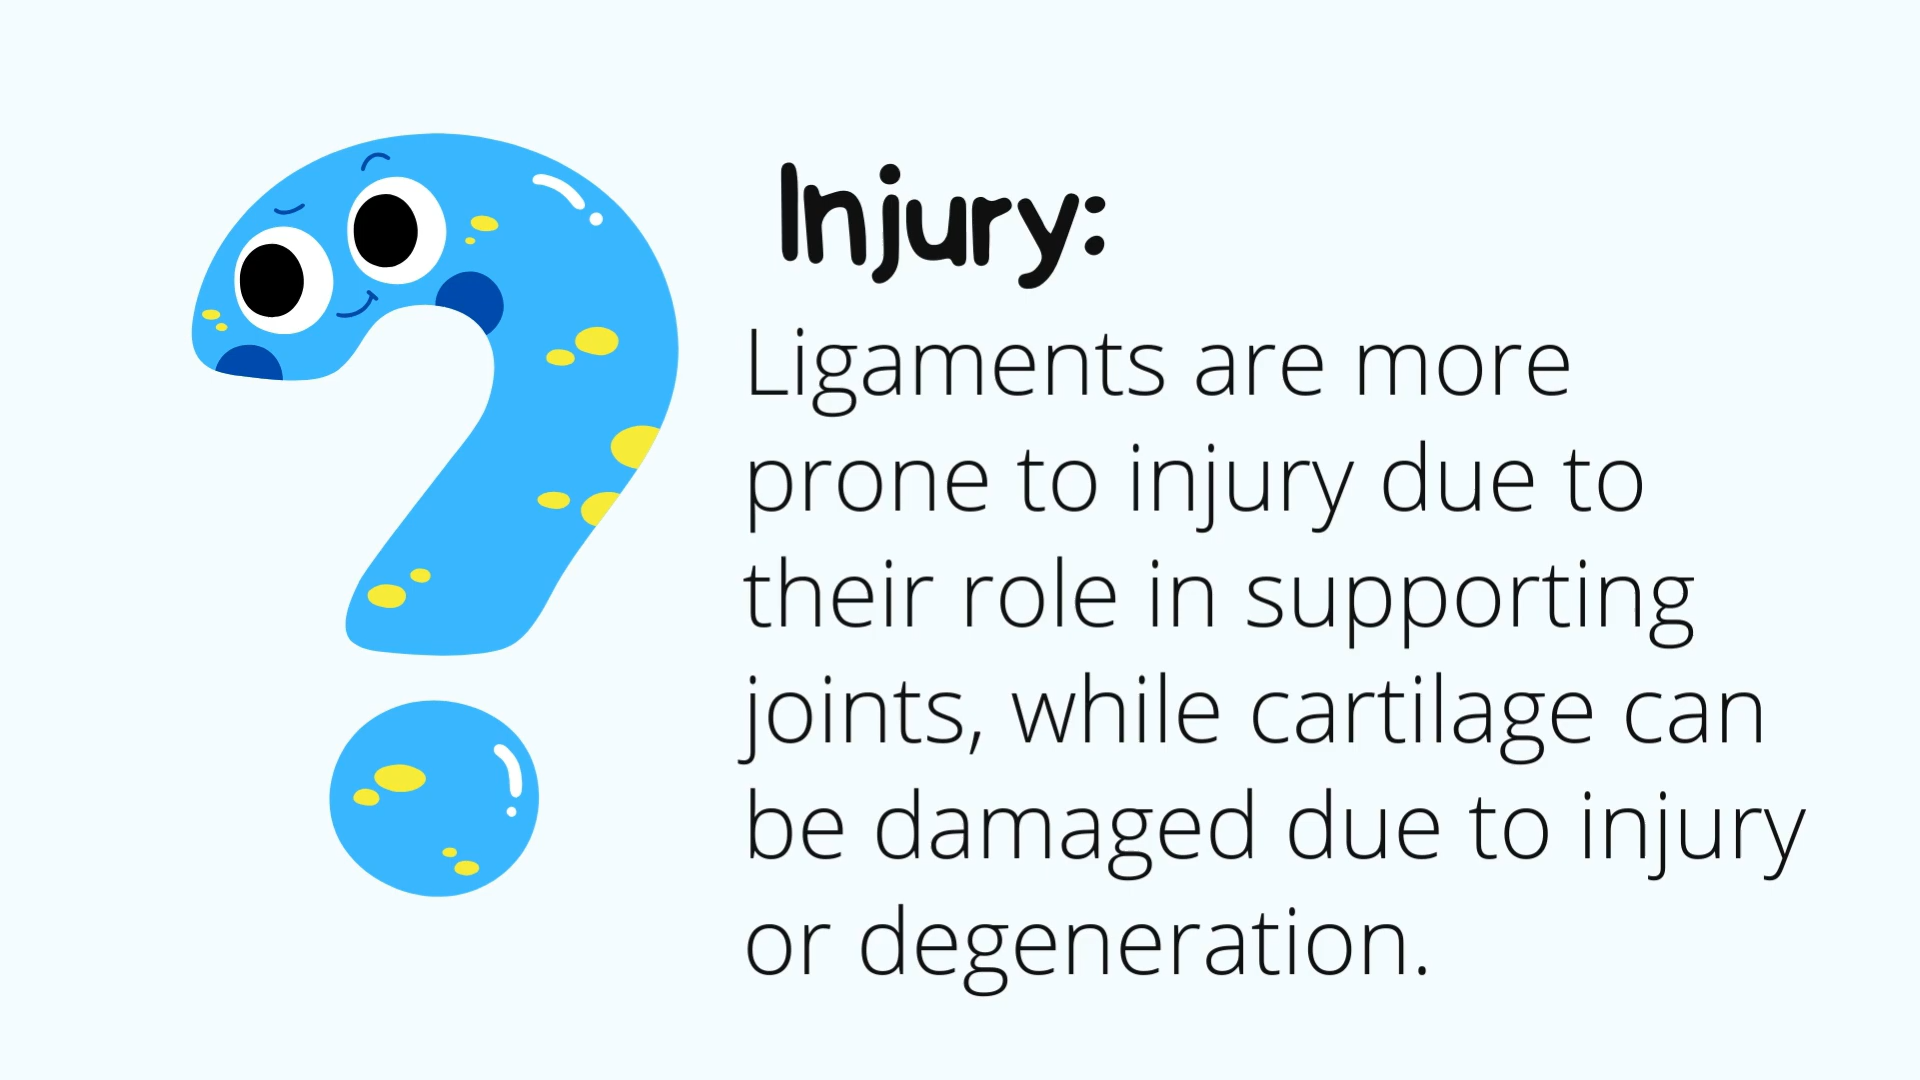 Injury:
Ligaments are more
prone to injury due to
their role in supporting
joints, while cartilage can
be damaged due to injury
or degeneration.